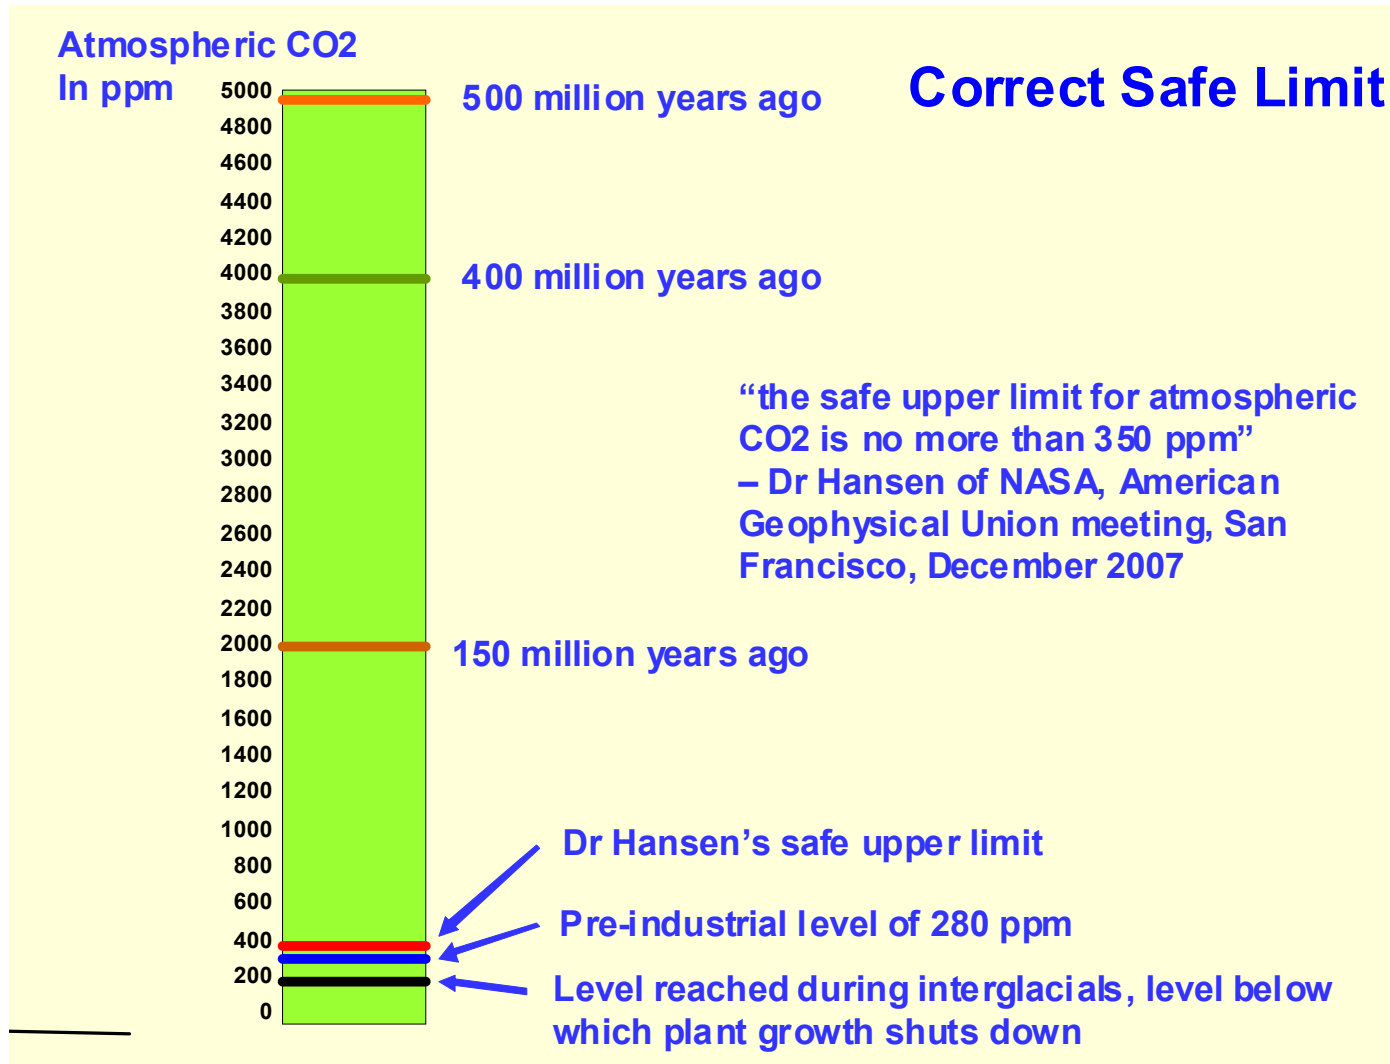 Atmospheric CO2
In ppm
Correct Safe Limit
5000
500 million years ago
4800
4600
4400
4200
4000
400 million years ago
3800
3600
3400
3200
3000
2800
2600
2400
2200
2000
1800
1600
1400
1200
1000
800
600
400
200
0
“the safe upper limit for atmospheric
CO2 is no more than 350 ppm”
– Dr Hansen of NASA, American
Geophysical Union meeting, San
Francisco, December 2007
150 million years ago
Dr Hansen’s safe upper limit
Pre-industrial level of 280 ppm
Level reached during interglacials, level below
which plant growth shuts down